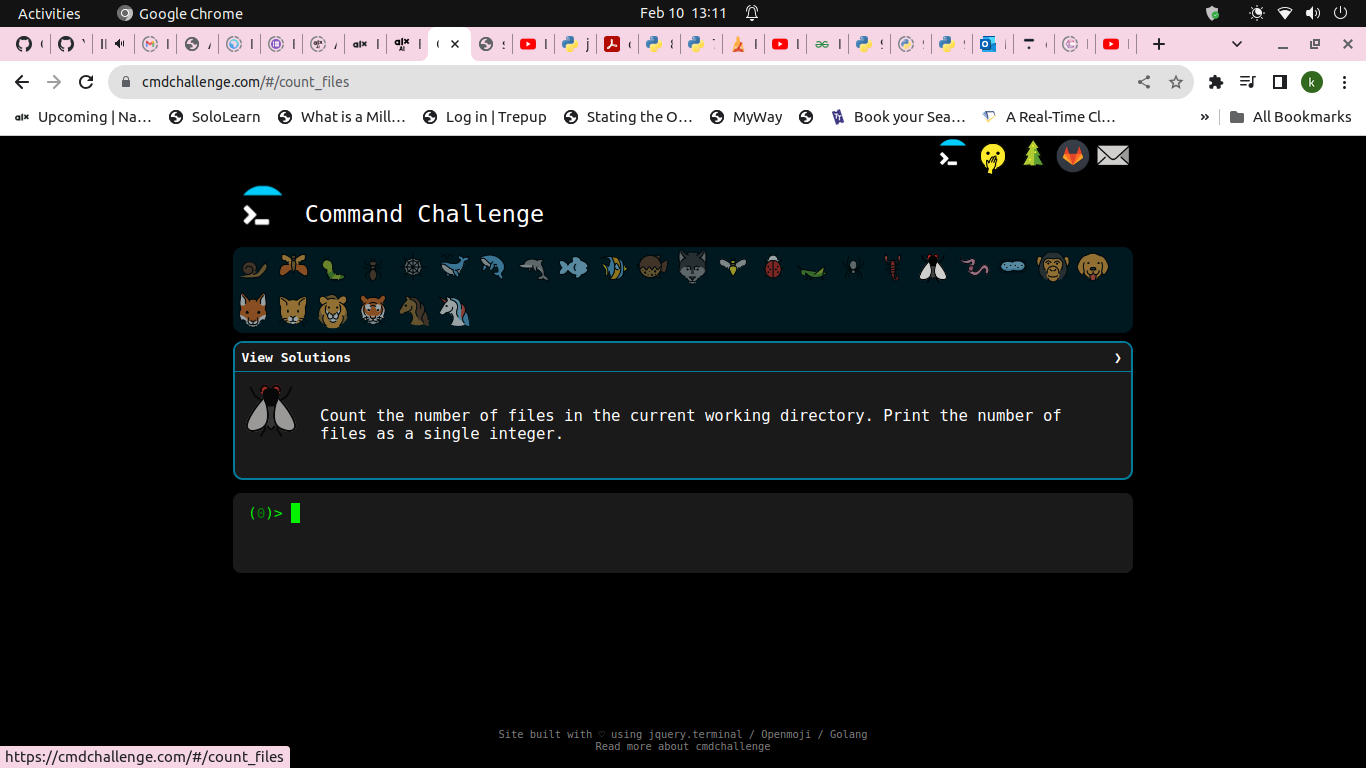 Activities Google Chrome Feb 10 13:11
cmdchallenge.com/#/count_files k
Upcoming | Na… SoloLearn What is a Mill… Log in | Trepup Stating the O… MyWay Book your Sea… A Real-Time Cl… » All Bookmarks
Command Challenge
View Solutions ❯
Count the number of files in the current working directory. Print the number of
files as a single integer.
(0)>
Site built with ♡ using jquery.terminal / Openmoji / Golang
Read more about cmdchallenge
https://cmdchallenge.com/#/count_files